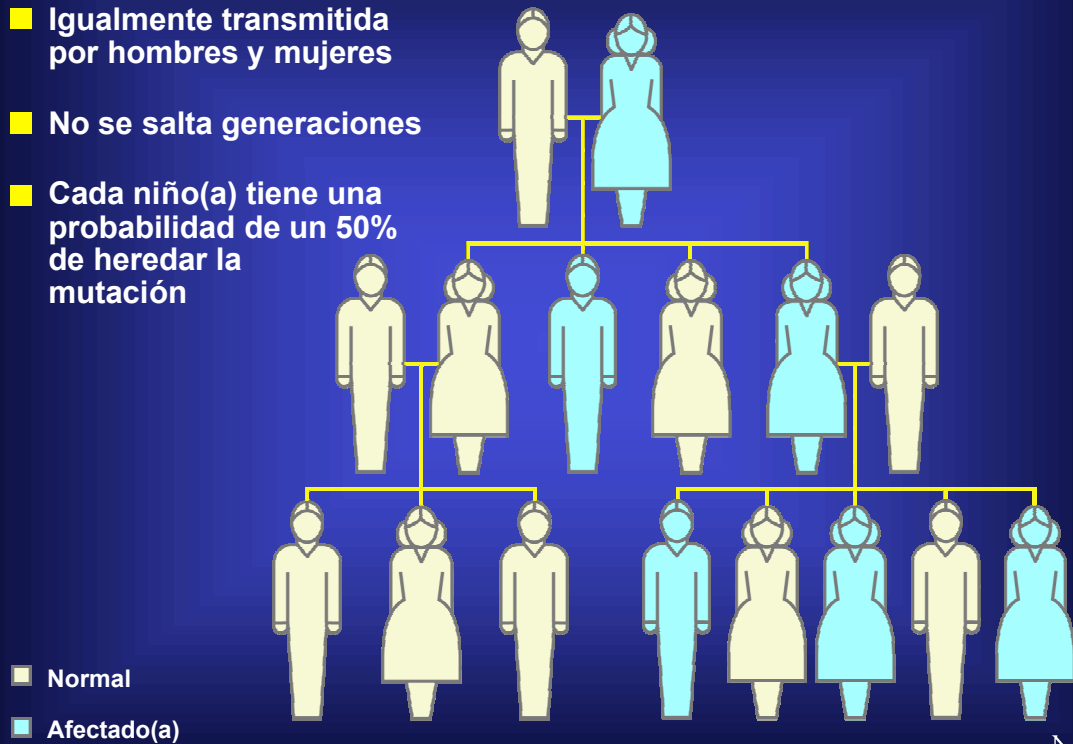 Igualmente transmitida
por hombres y mujeres
No se salta generaciones
Cada niño(a) tiene una
probabilidad de un 50%
de heredar la
mutación
Normal
Afectado(a)